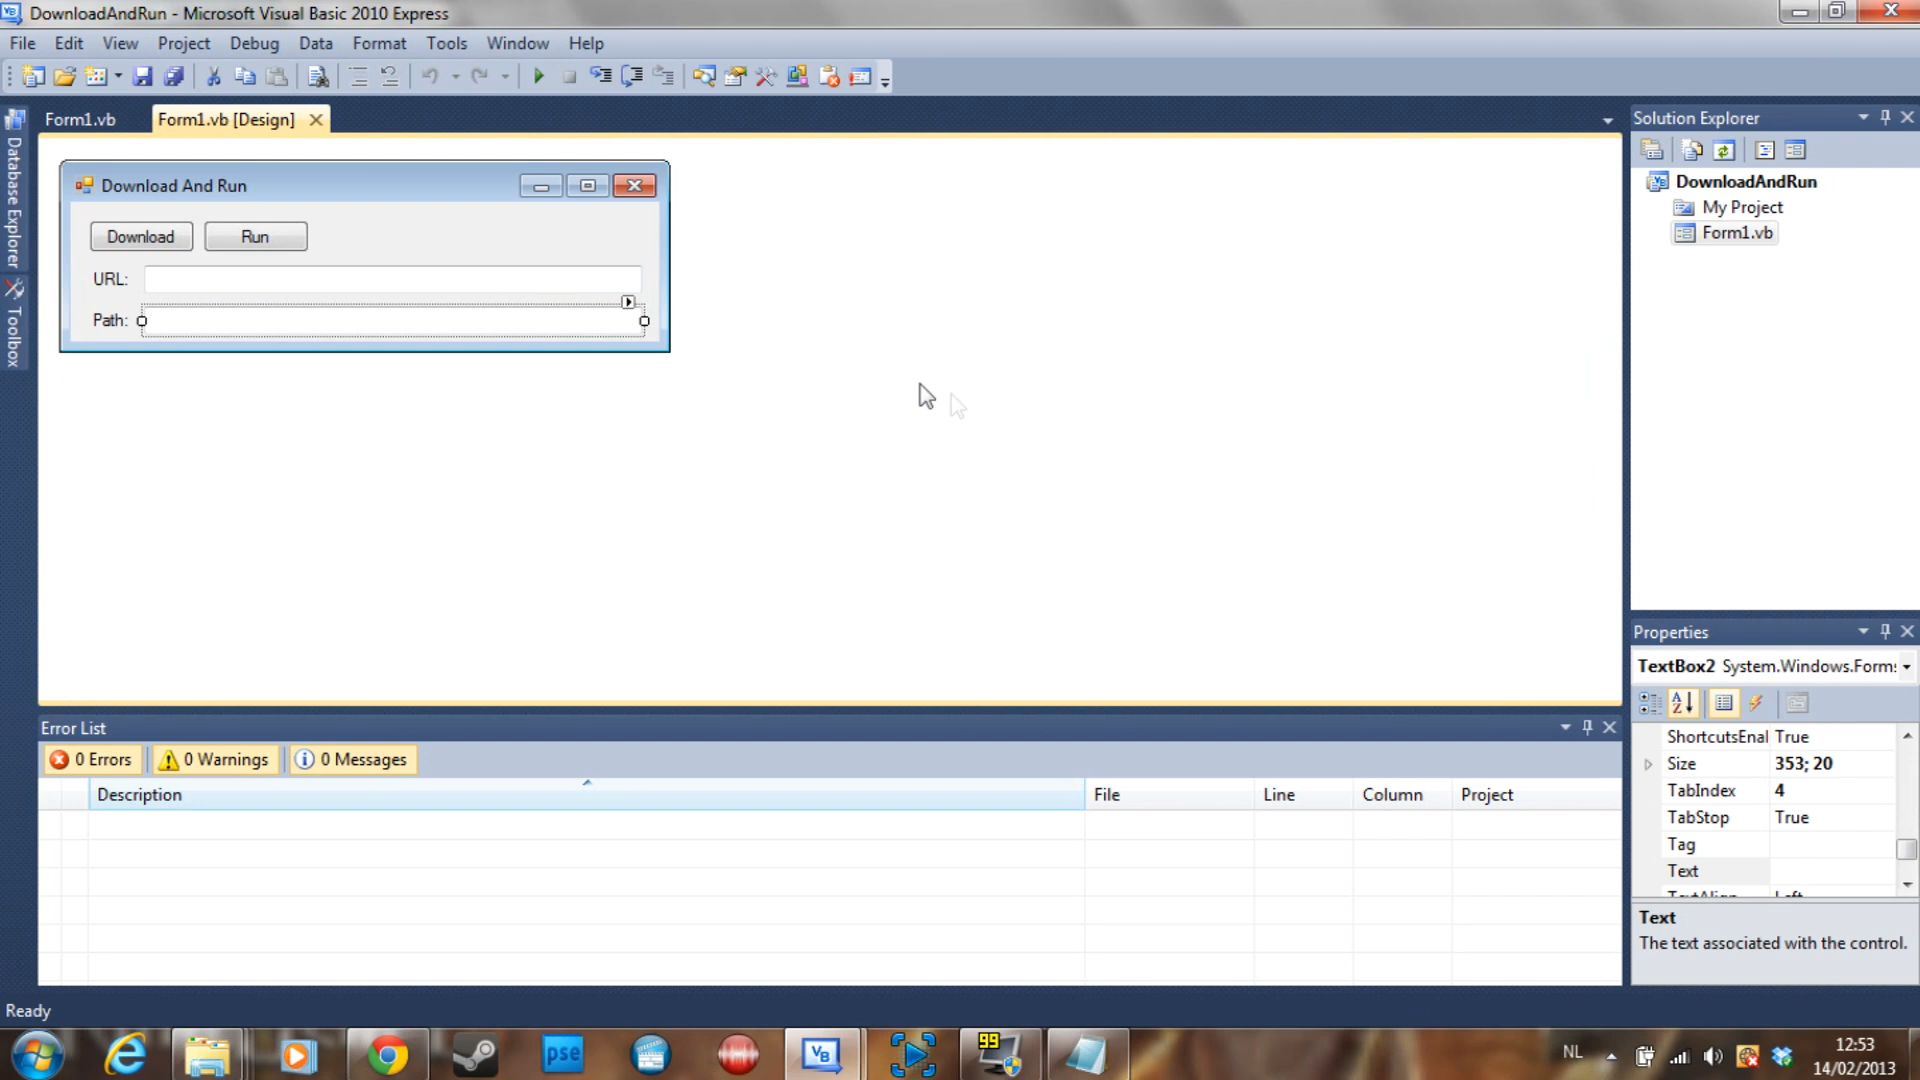 DownloadAndRun - Microsoft Visual Basic 2010 Express
File Edit View Project Debug Data Format Tools Window Help
Form1.vb
Form1.vb [Design]
Database Explorer
Toolbox
Download And Run
Download
Run
URL:
Path:
Solution Explorer
DownloadAndRun
My Project
Form1.vb
Properties
TextBox2 System.Windows.Form:
ShortcutsEnal True
Size 353; 20
TabIndex 4
TabStop True
Tag
Text
Text
The text associated with the control.
Error List
0 Errors
0 Warnings
0 Messages
Description File Line Column Project
Ready
pse
VB
99
NL
12:53
14/02/2013